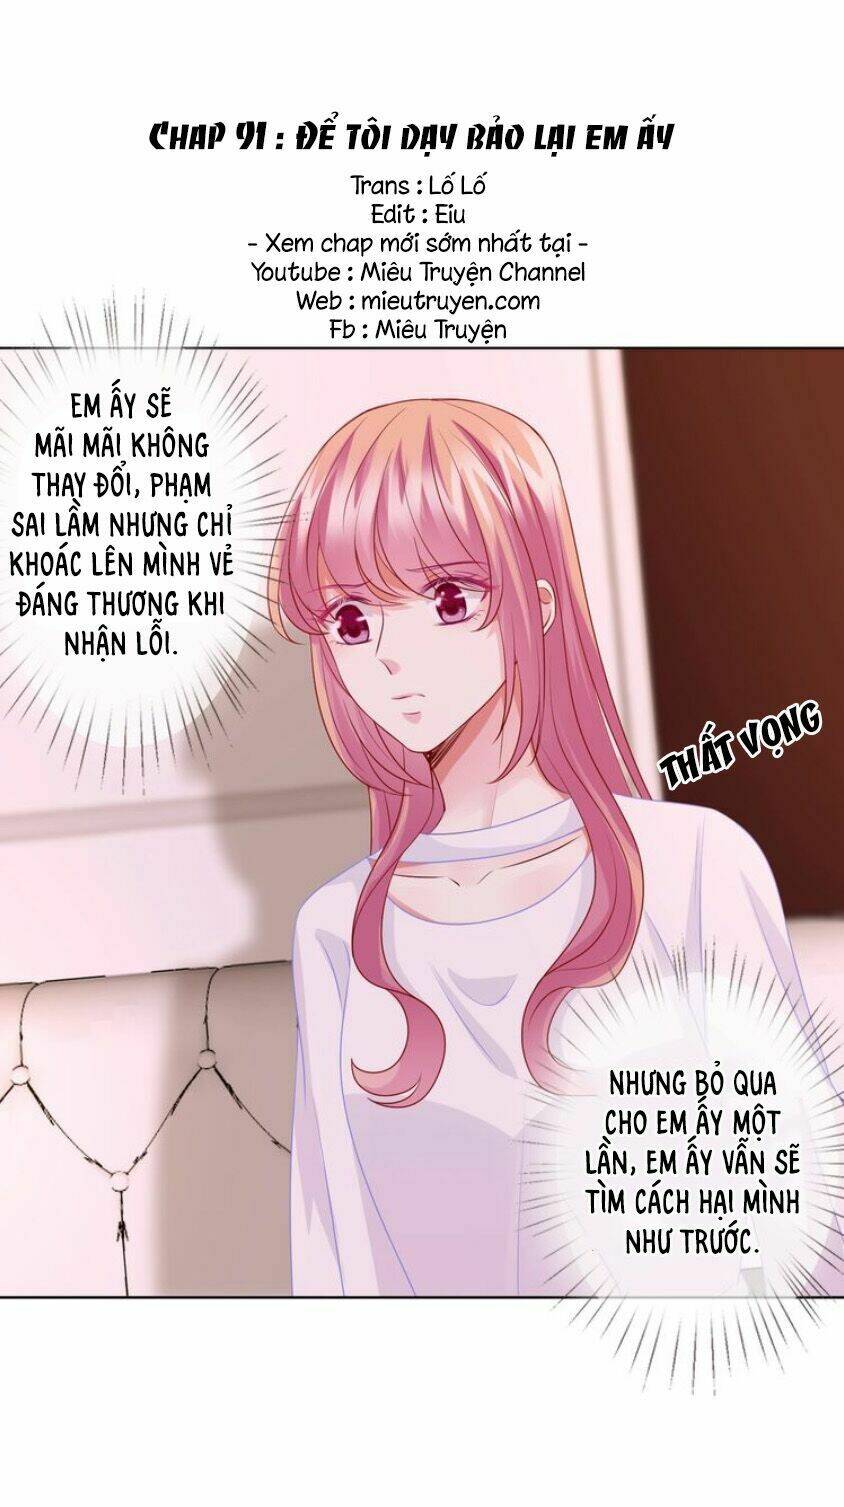 Chap 91 : Để tôi dạy bảo lại em ấy
Trans : Lố Lố
Edit : Eiu
- Xem chap mới sớm nhất tại -
Youtube : Miêu Truyện Channel
Web : mieutruyen.com
Fb : Miêu Truyện
EM ẤY SẼ
MÃI MÃI KHÔNG
THAY ĐỔI, PHẠM
SAI LẦM NHƯNG CHỈ
KHOÁC LÊN MÌNH VẺ
ĐÁNG THƯƠNG KHI
NHẬN LỖI.
THẤT VỌNG
NHƯNG BỎ QUA
CHO EM ẤY MỘT
LẦN, EM ẤY VẪN SẼ
TÌM CÁCH HẠI MÌNH
NHƯ TRƯỚC.